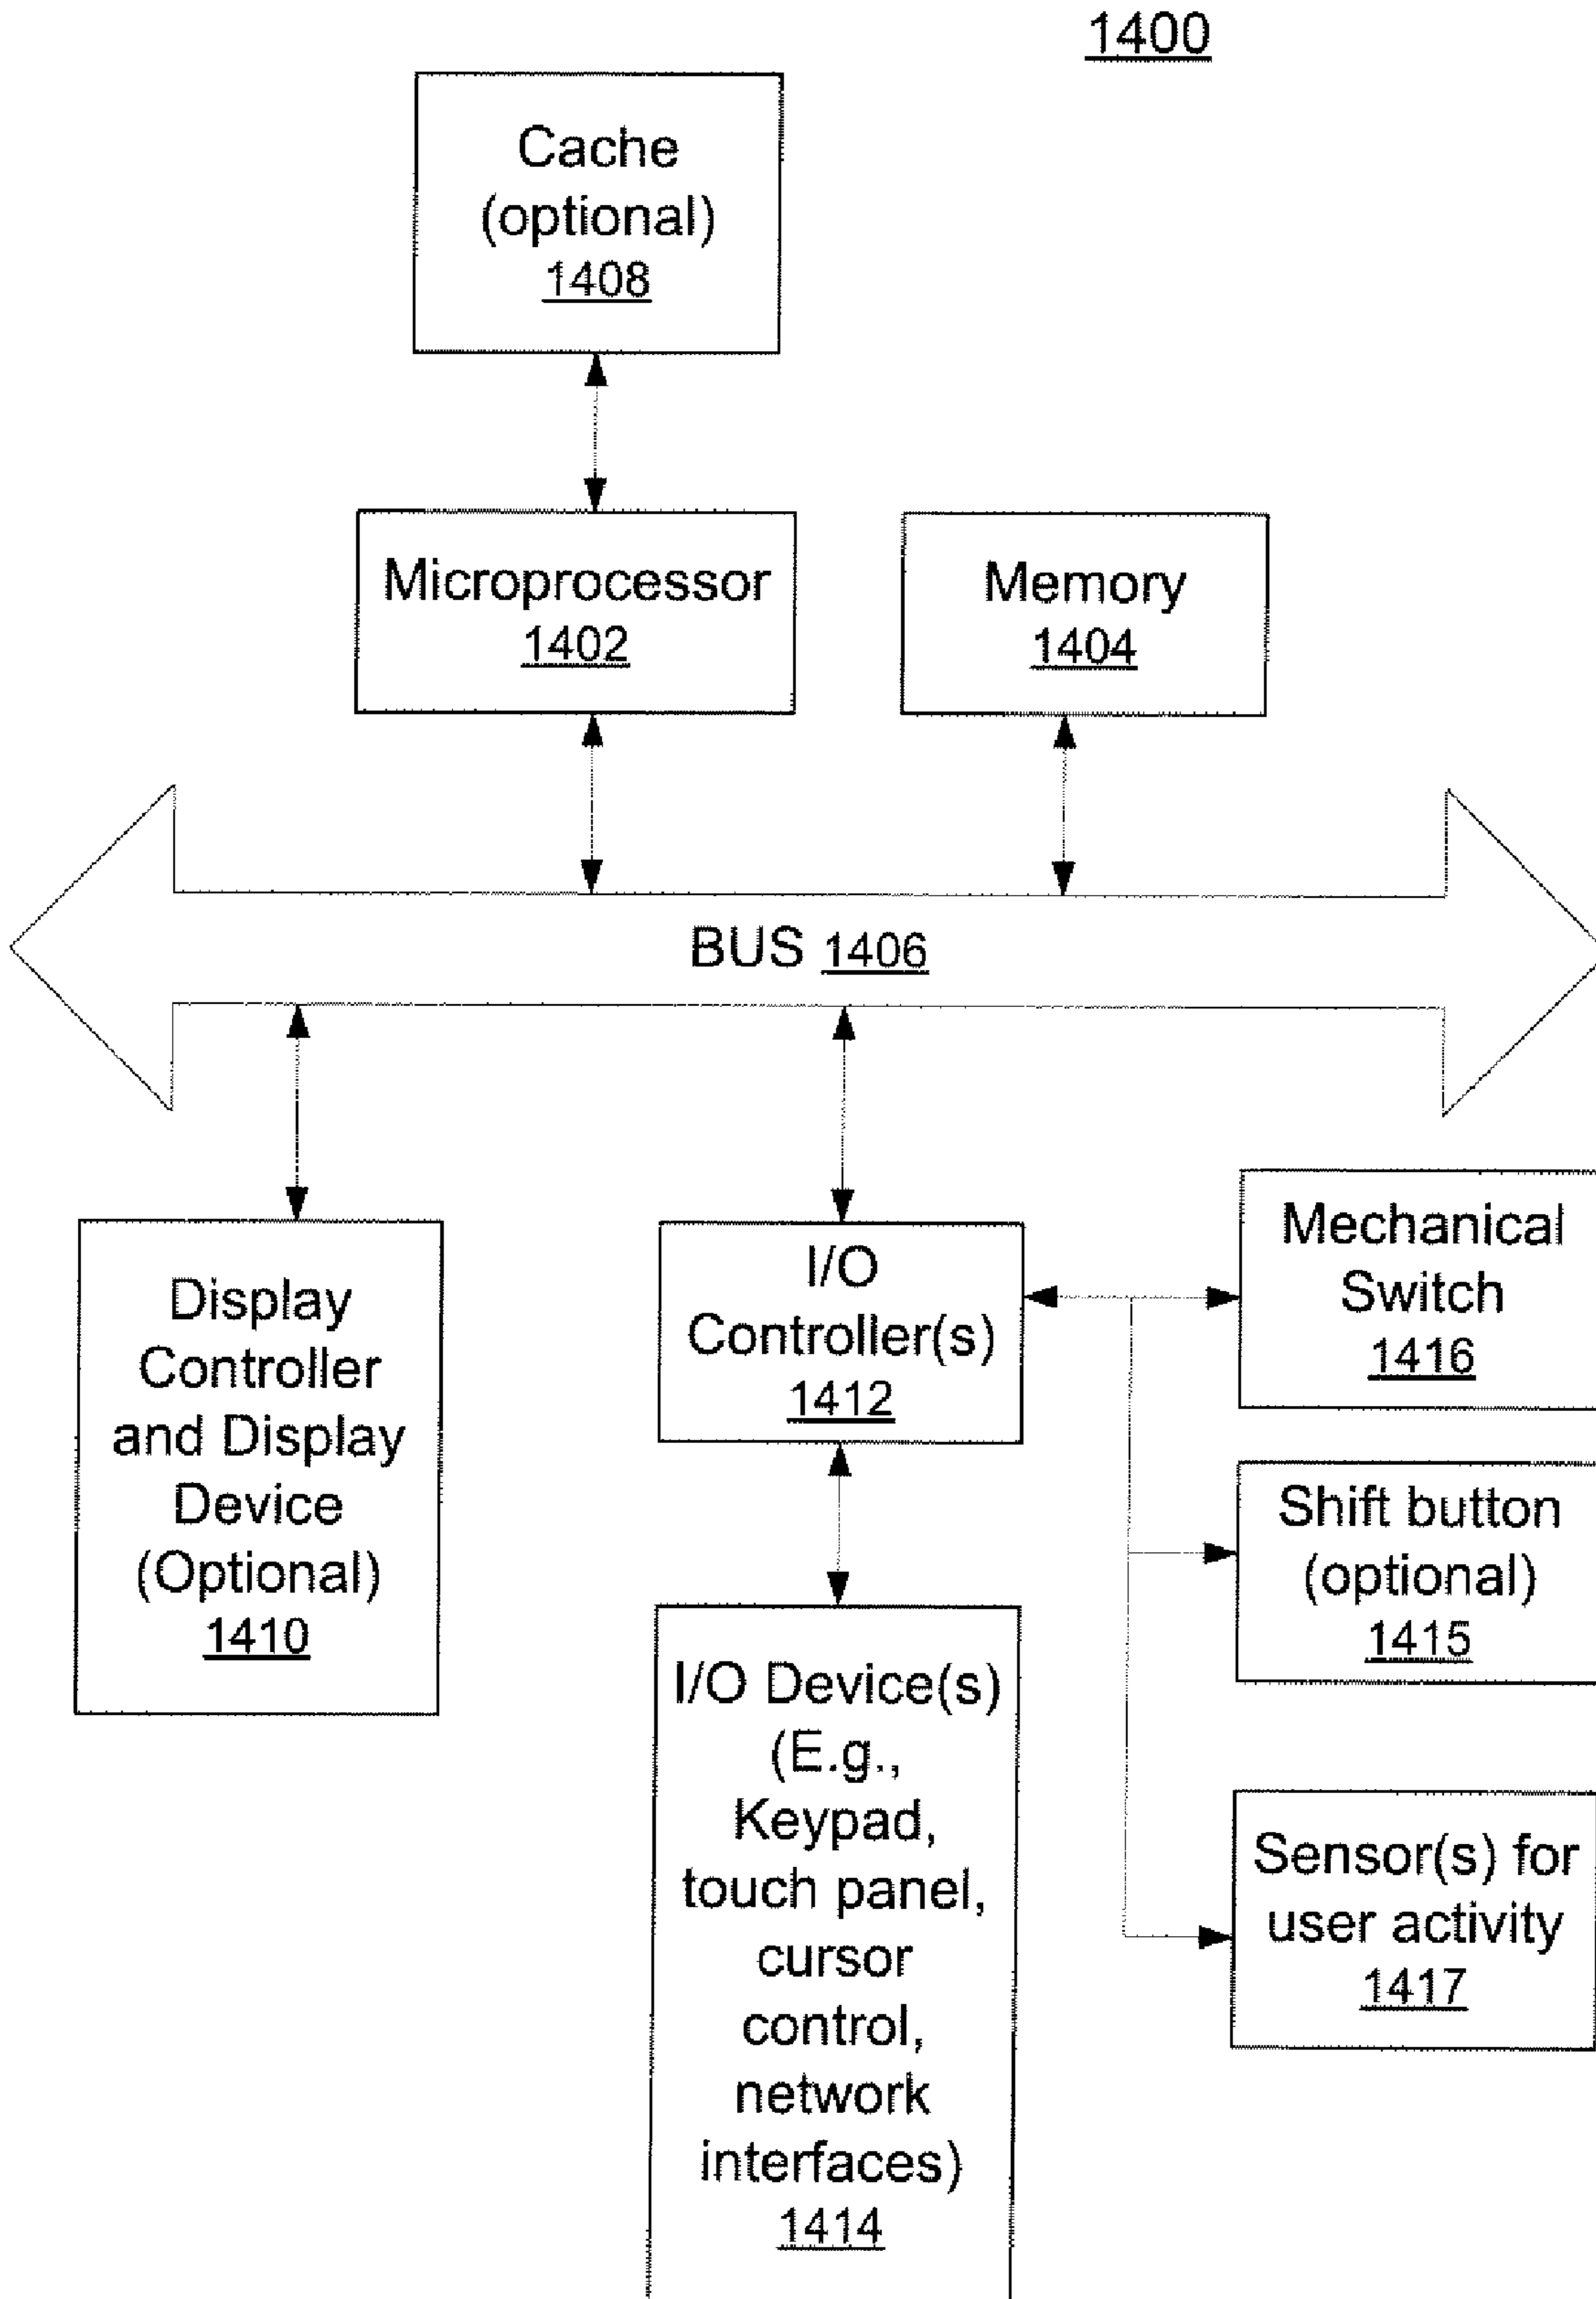 1400
Cache
(optional)
1408
Microprocessor
1402
Memory
1404
BUS 1406
Display
Controller
and Display
Device
(Optional)
1410
I/O
Controller(s)
1412
Mechanical
Switch
1416
Shift button
(optional)
1415
I/O Device(s)
(E.g.,
Keypad,
touch panel,
cursor
control,
network
interfaces)
1414
Sensor(s) for
user activity
1417